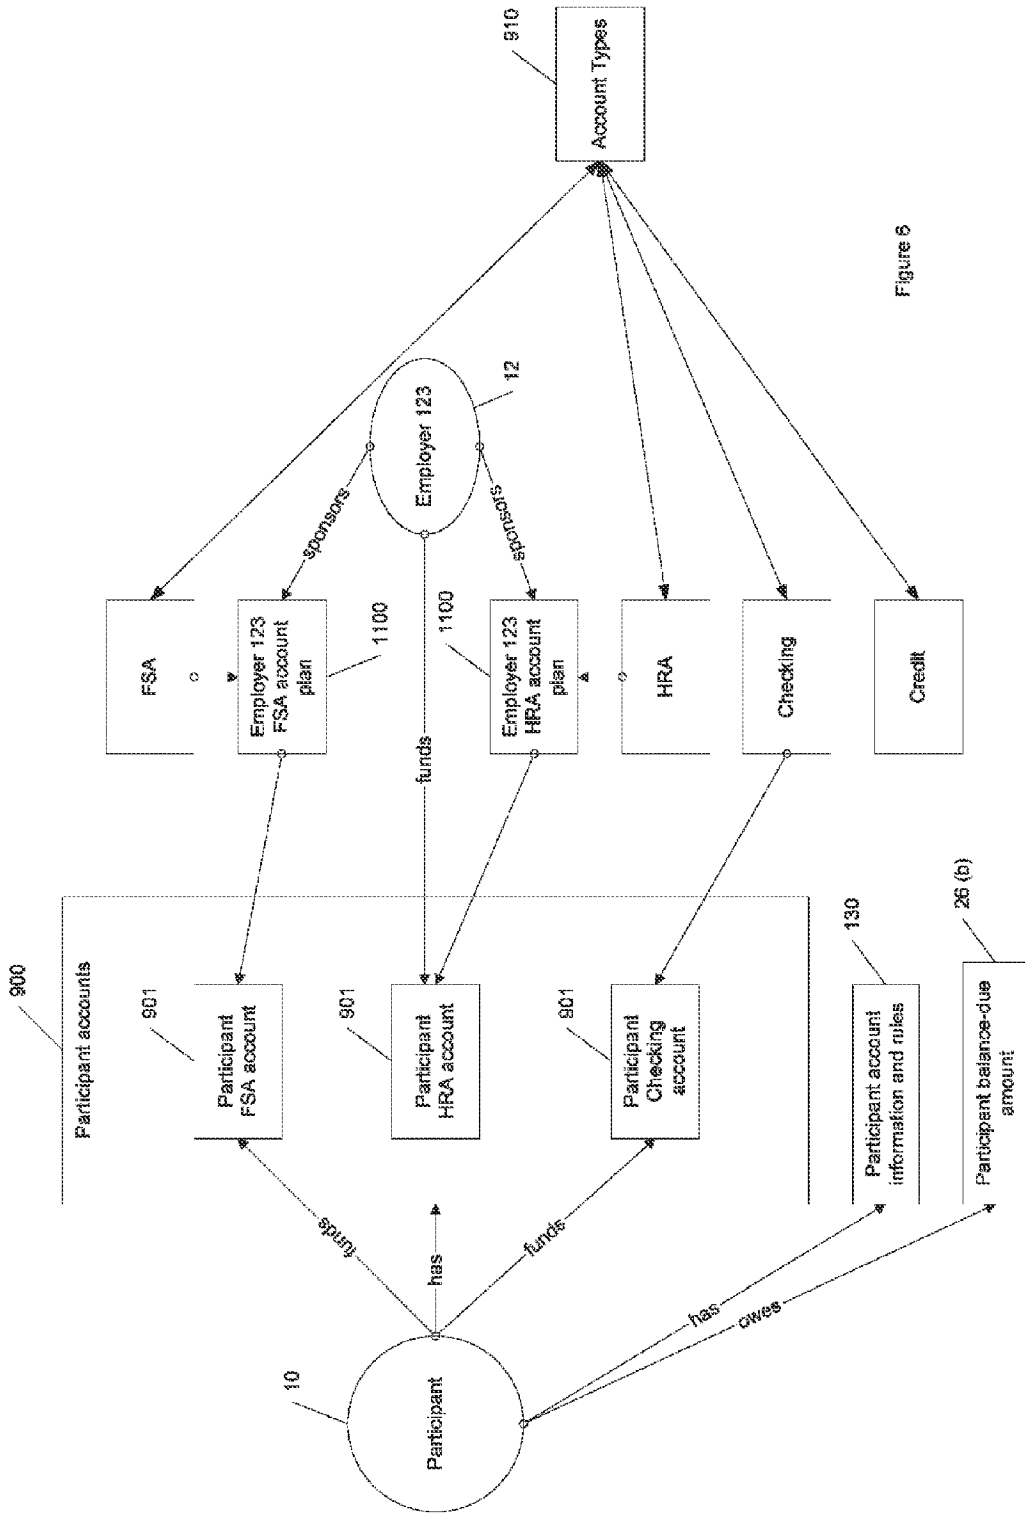 900
Participant accounts
10
Participant
funds
has
funds
has
owes
901
Participant
FSA account
901
Participant
HRA account
901
Participant
Checking
account
130
Participant account
information and rules
26 (b)
Participant balance-due
amount
FSA
Employer 123
FSA account
plan
1100
funds
1100
Employer 123
HRA account
plan
HRA
Checking
Credit
sponsors
Employer 123
12
sponsors
910
Account Types
Figure 6